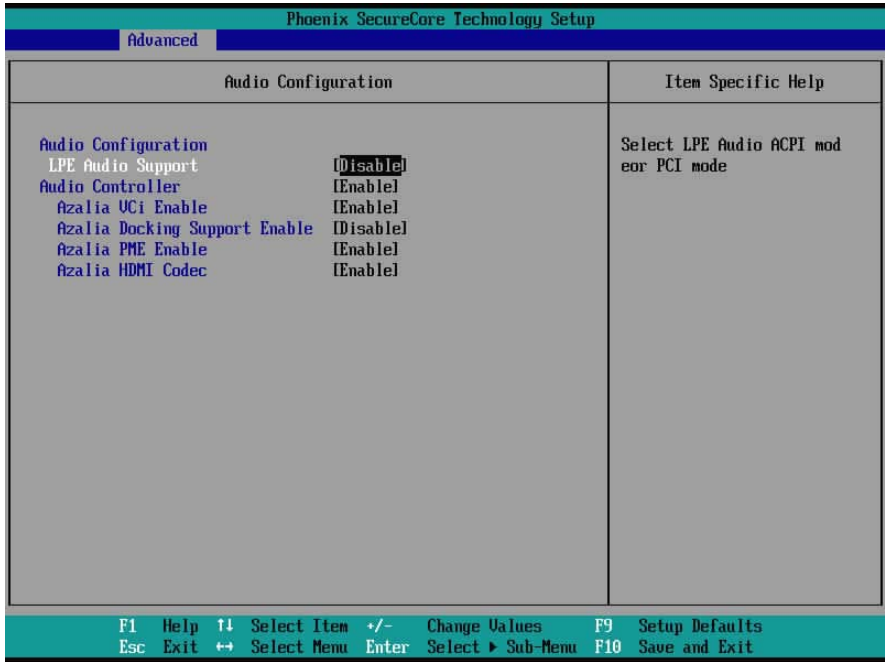 Phoenix SecureCore Technology Setup
Advanced
Audio Configuration
Item Specific Help
Audio Configuration
LPE Audio Support [Disable]
Audio Controller [Enable]
Azalia VCi Enable [Enable]
Azalia Docking Support Enable [Disable]
Azalia PME Enable [Enable]
Azalia HDMI Codec [Enable]
Select LPE Audio ACPI mod
eor PCI mode
F1 Help ↑↓ Select Item +/- Change Values F9 Setup Defaults
Esc Exit ↔ Select Menu Enter Select ▶ Sub-Menu F10 Save and Exit